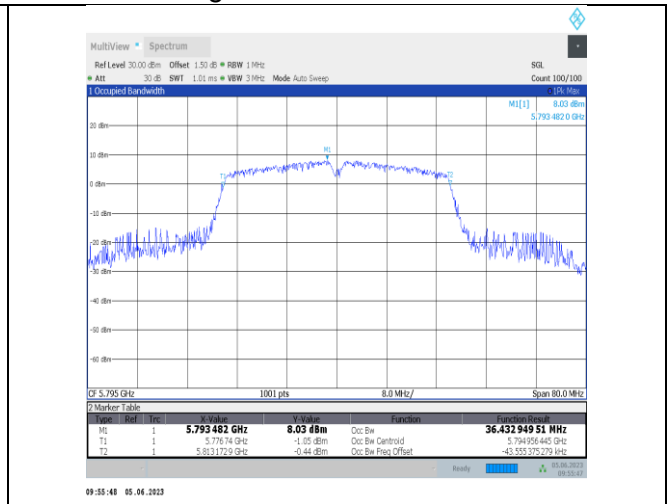 MultiView Spectrum
Ref Level 30.00 dBm Offset 1.50 dB RBW 1 MHz SGL
Att 30 dB SWT 1.01 ms VBW 3 MHz Mode Auto Sweep Count 100/100
1 Occupied Bandwidth 1Pk Max
M1[1] 8.03 dBm
5.793 482 0 GHz
20 dBm
10 dBm
M1
T1 T2
0 dBm
-10 dBm
-20 dBm
-30 dBm
-40 dBm
-50 dBm
-60 dBm
CF 5.795 GHz 1001 pts 8.0 MHz/ Span 80.0 MHz
2 Marker Table
Type Ref Trc X-Value Y-Value Function Function Result
M1 1 5.793 482 GHz 8.03 dBm Occ Bw 36.432 949 51 MHz
T1 1 5.776 74 GHz -1.05 dBm Occ Bw Centroid 5.794 956 445 GHz
T2 1 5.813 172 9 GHz -0.44 dBm Occ Bw Freq Offset -43.555 375 279 kHz
Ready 05.06.2023
09:55:47
09:55:48 05.06.2023